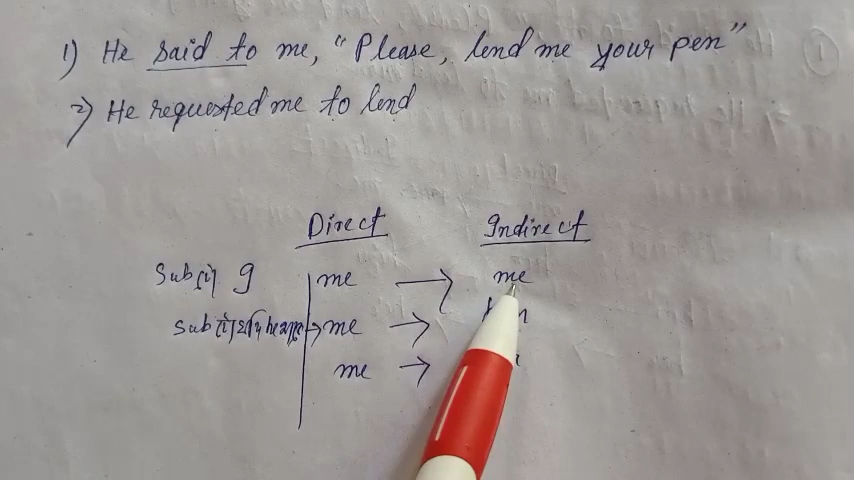 1) He said to me, "Please, lend me your pen"
2) He requested me to lend
Direct Indirect
me → me
me →
me →